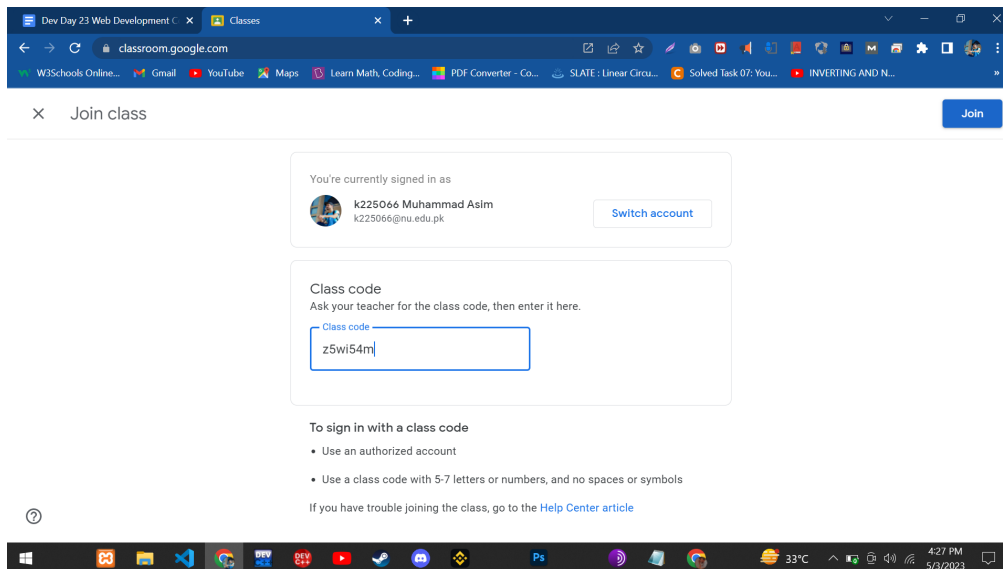 Dev Day 23 Web Development C
Classes
classroom.google.com
W3Schools Online...
Gmail
YouTube
Maps
Learn Math, Coding...
PDF Converter - Co...
SLATE : Linear Circu...
Solved Task 07: You...
INVERTING AND N...
»
Join class
Join
You're currently signed in as
k225066 Muhammad Asim
k225066@nu.edu.pk
Switch account
Class code
Ask your teacher for the class code, then enter it here.
Class code
z5wi54m
To sign in with a class code
• Use an authorized account
• Use a class code with 5-7 letters or numbers, and no spaces or symbols
If you have trouble joining the class, go to the Help Center article
DEV
DEV
C++
Ps
33°C
4:27 PM
5/3/2023